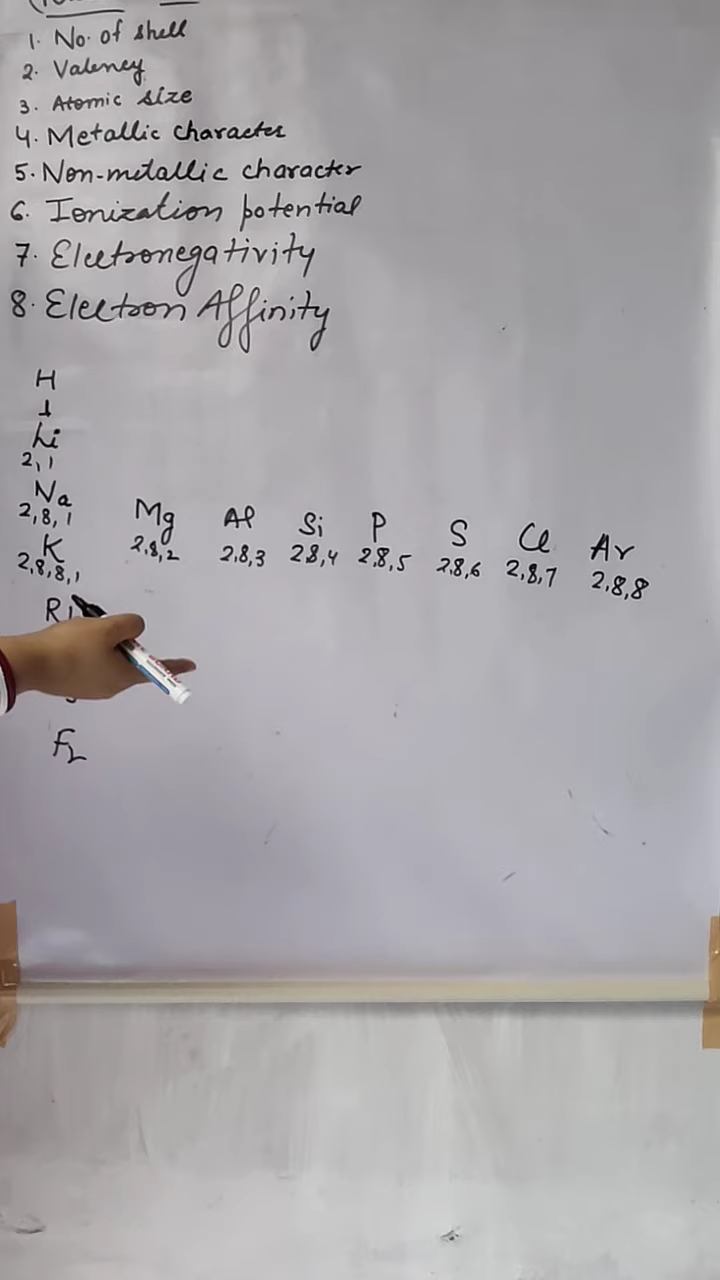 1. No. of shell
2. Valency
3. Atomic size
4. Metallic character
5. Non-metallic character
6. Ionization potential
7. Electronegativity
8. Electron Affinity
H
1
Li
2,1
Na Mg Al Si P S Cl Ar
2,8,1 2,8,2 2,8,3 2,8,4 2,8,5 2,8,6 2,8,7 2,8,8
K
2,8,8,1
Fr